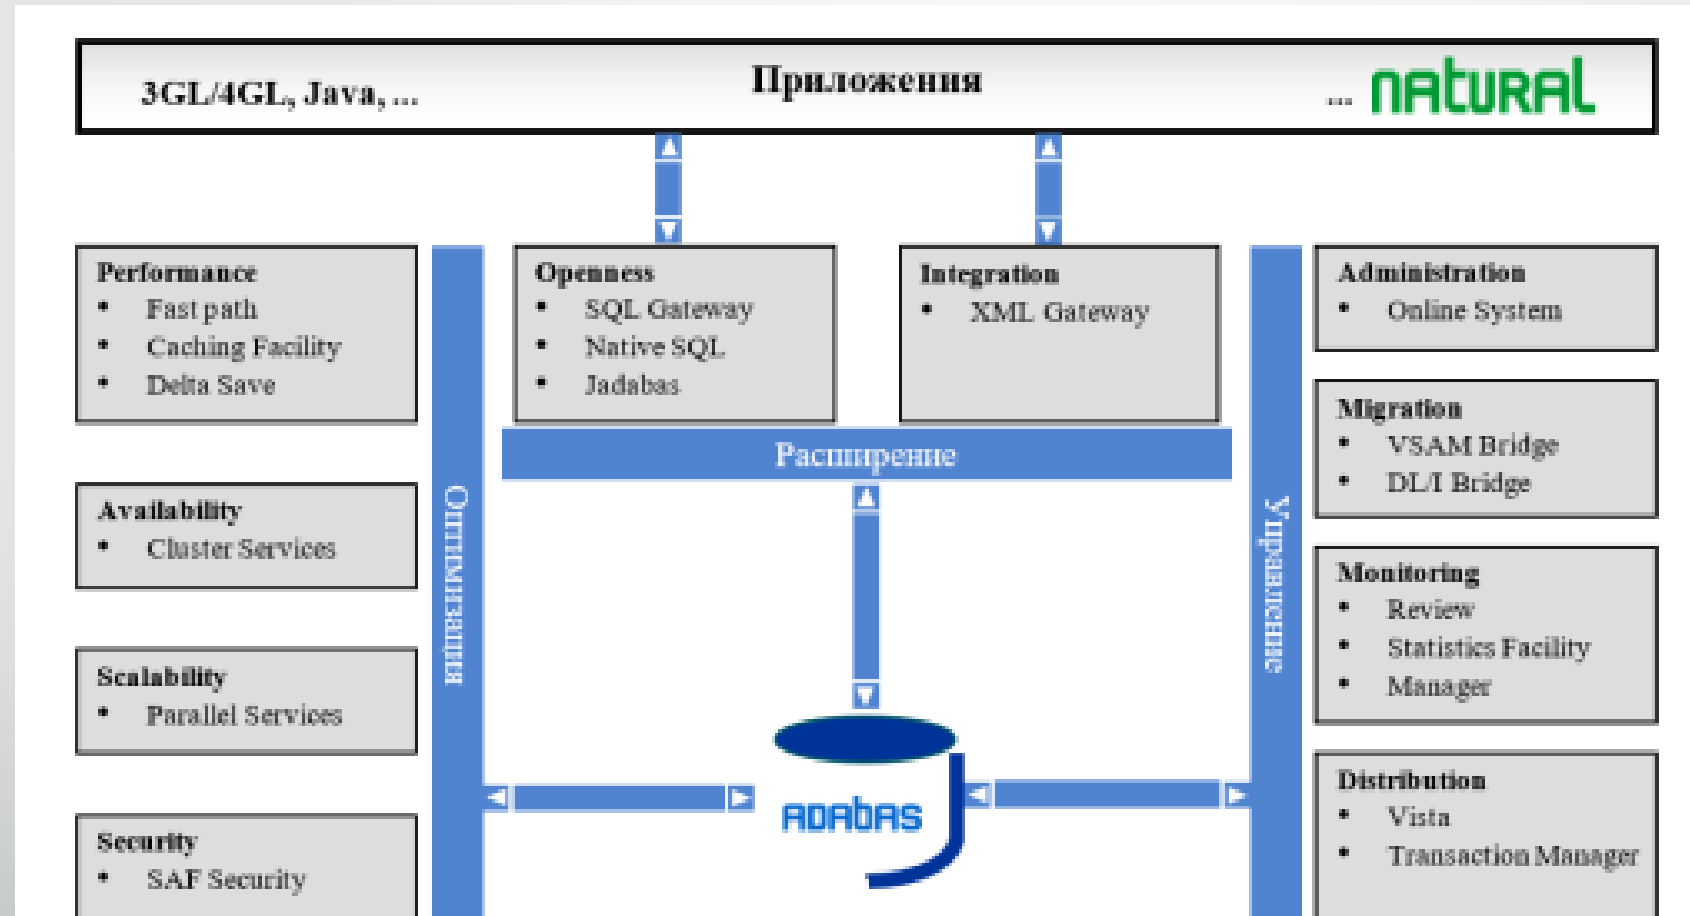 3GL/4GL, Java, ...
Приложения
... natural
Performance
• Fast path
• Caching Facility
• Delta Save
Availability
• Cluster Services
Scalability
• Parallel Services
Security
• SAF Security
Оптимизация
Openness
• SQL Gateway
• Native SQL
• Jadabas
Integration
• XML Gateway
Расширение
ADABAS
Управление
Administration
• Online System
Migration
• VSAM Bridge
• DL/I Bridge
Monitoring
• Review
• Statistics Facility
• Manager
Distribution
• Vista
• Transaction Manager